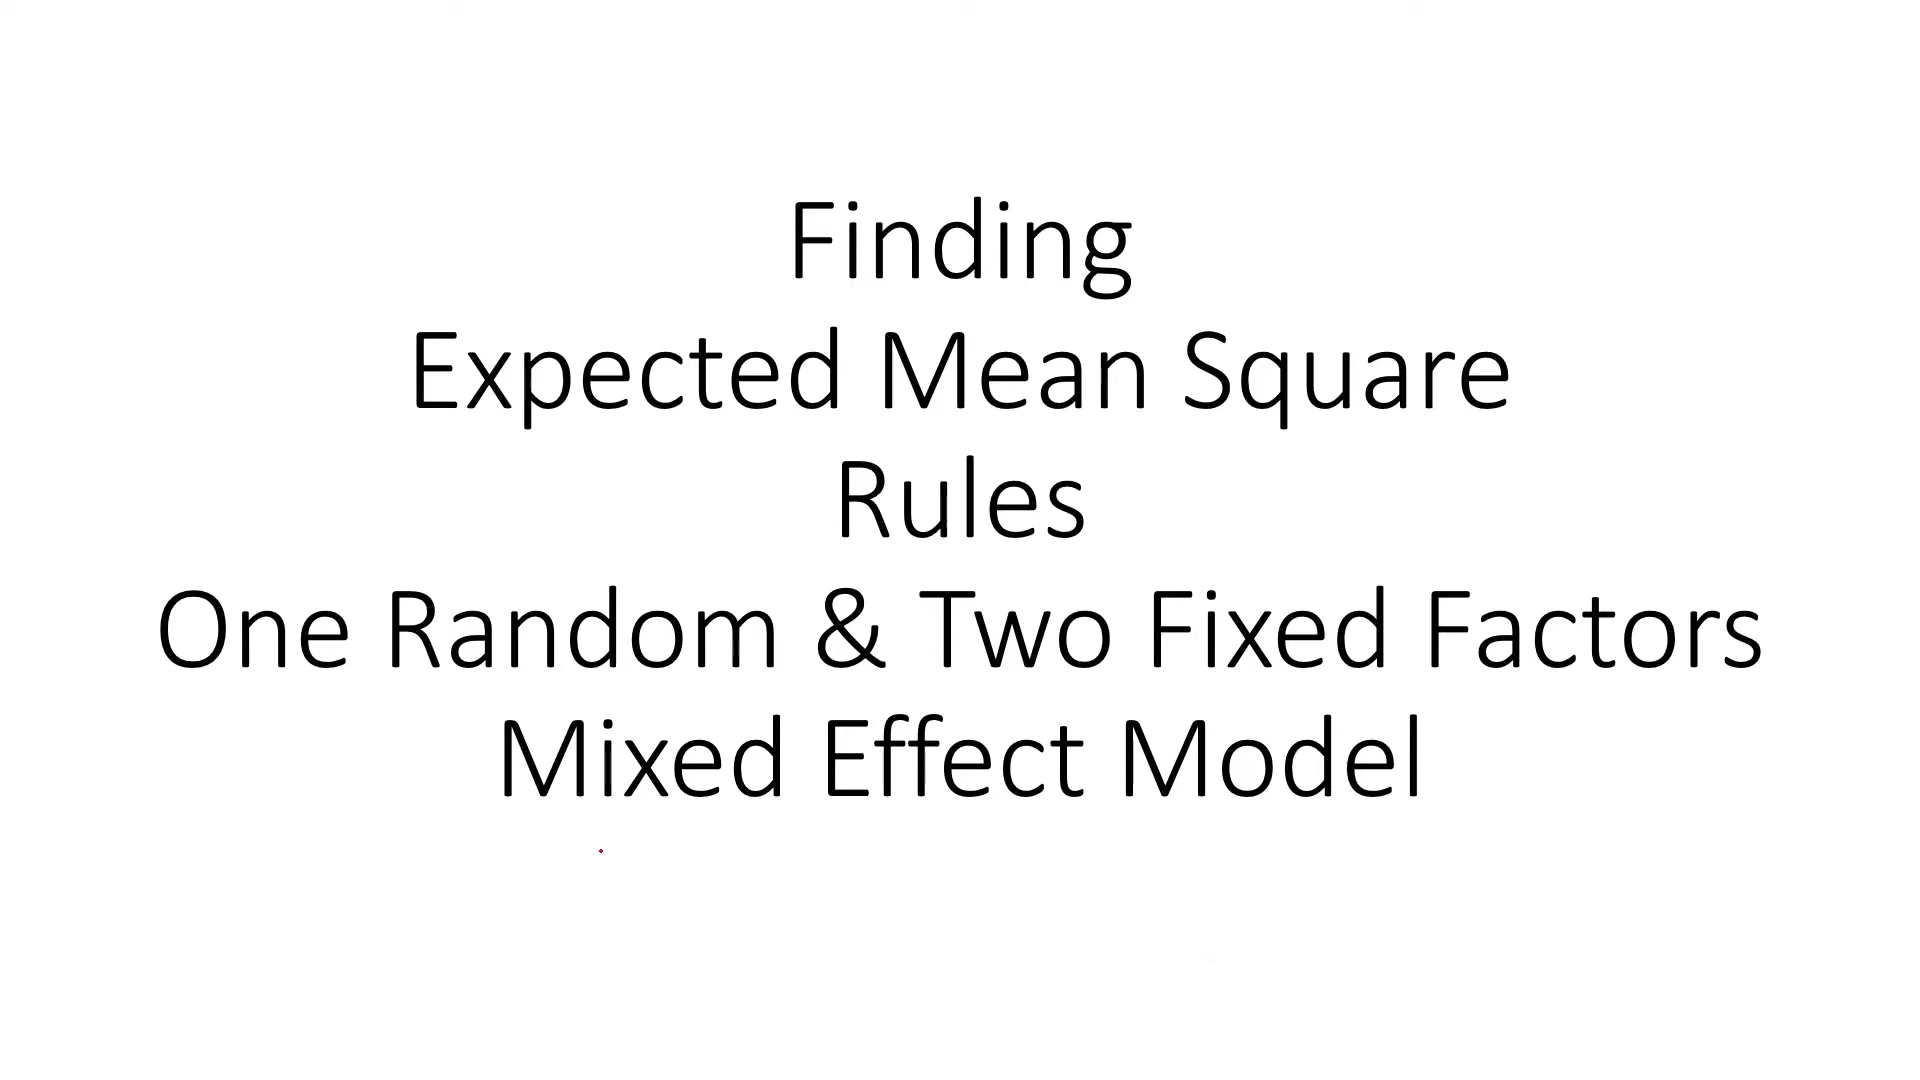 Finding
Expected Mean Square
Rules
One Random & Two Fixed Factors
Mixed Effect Model